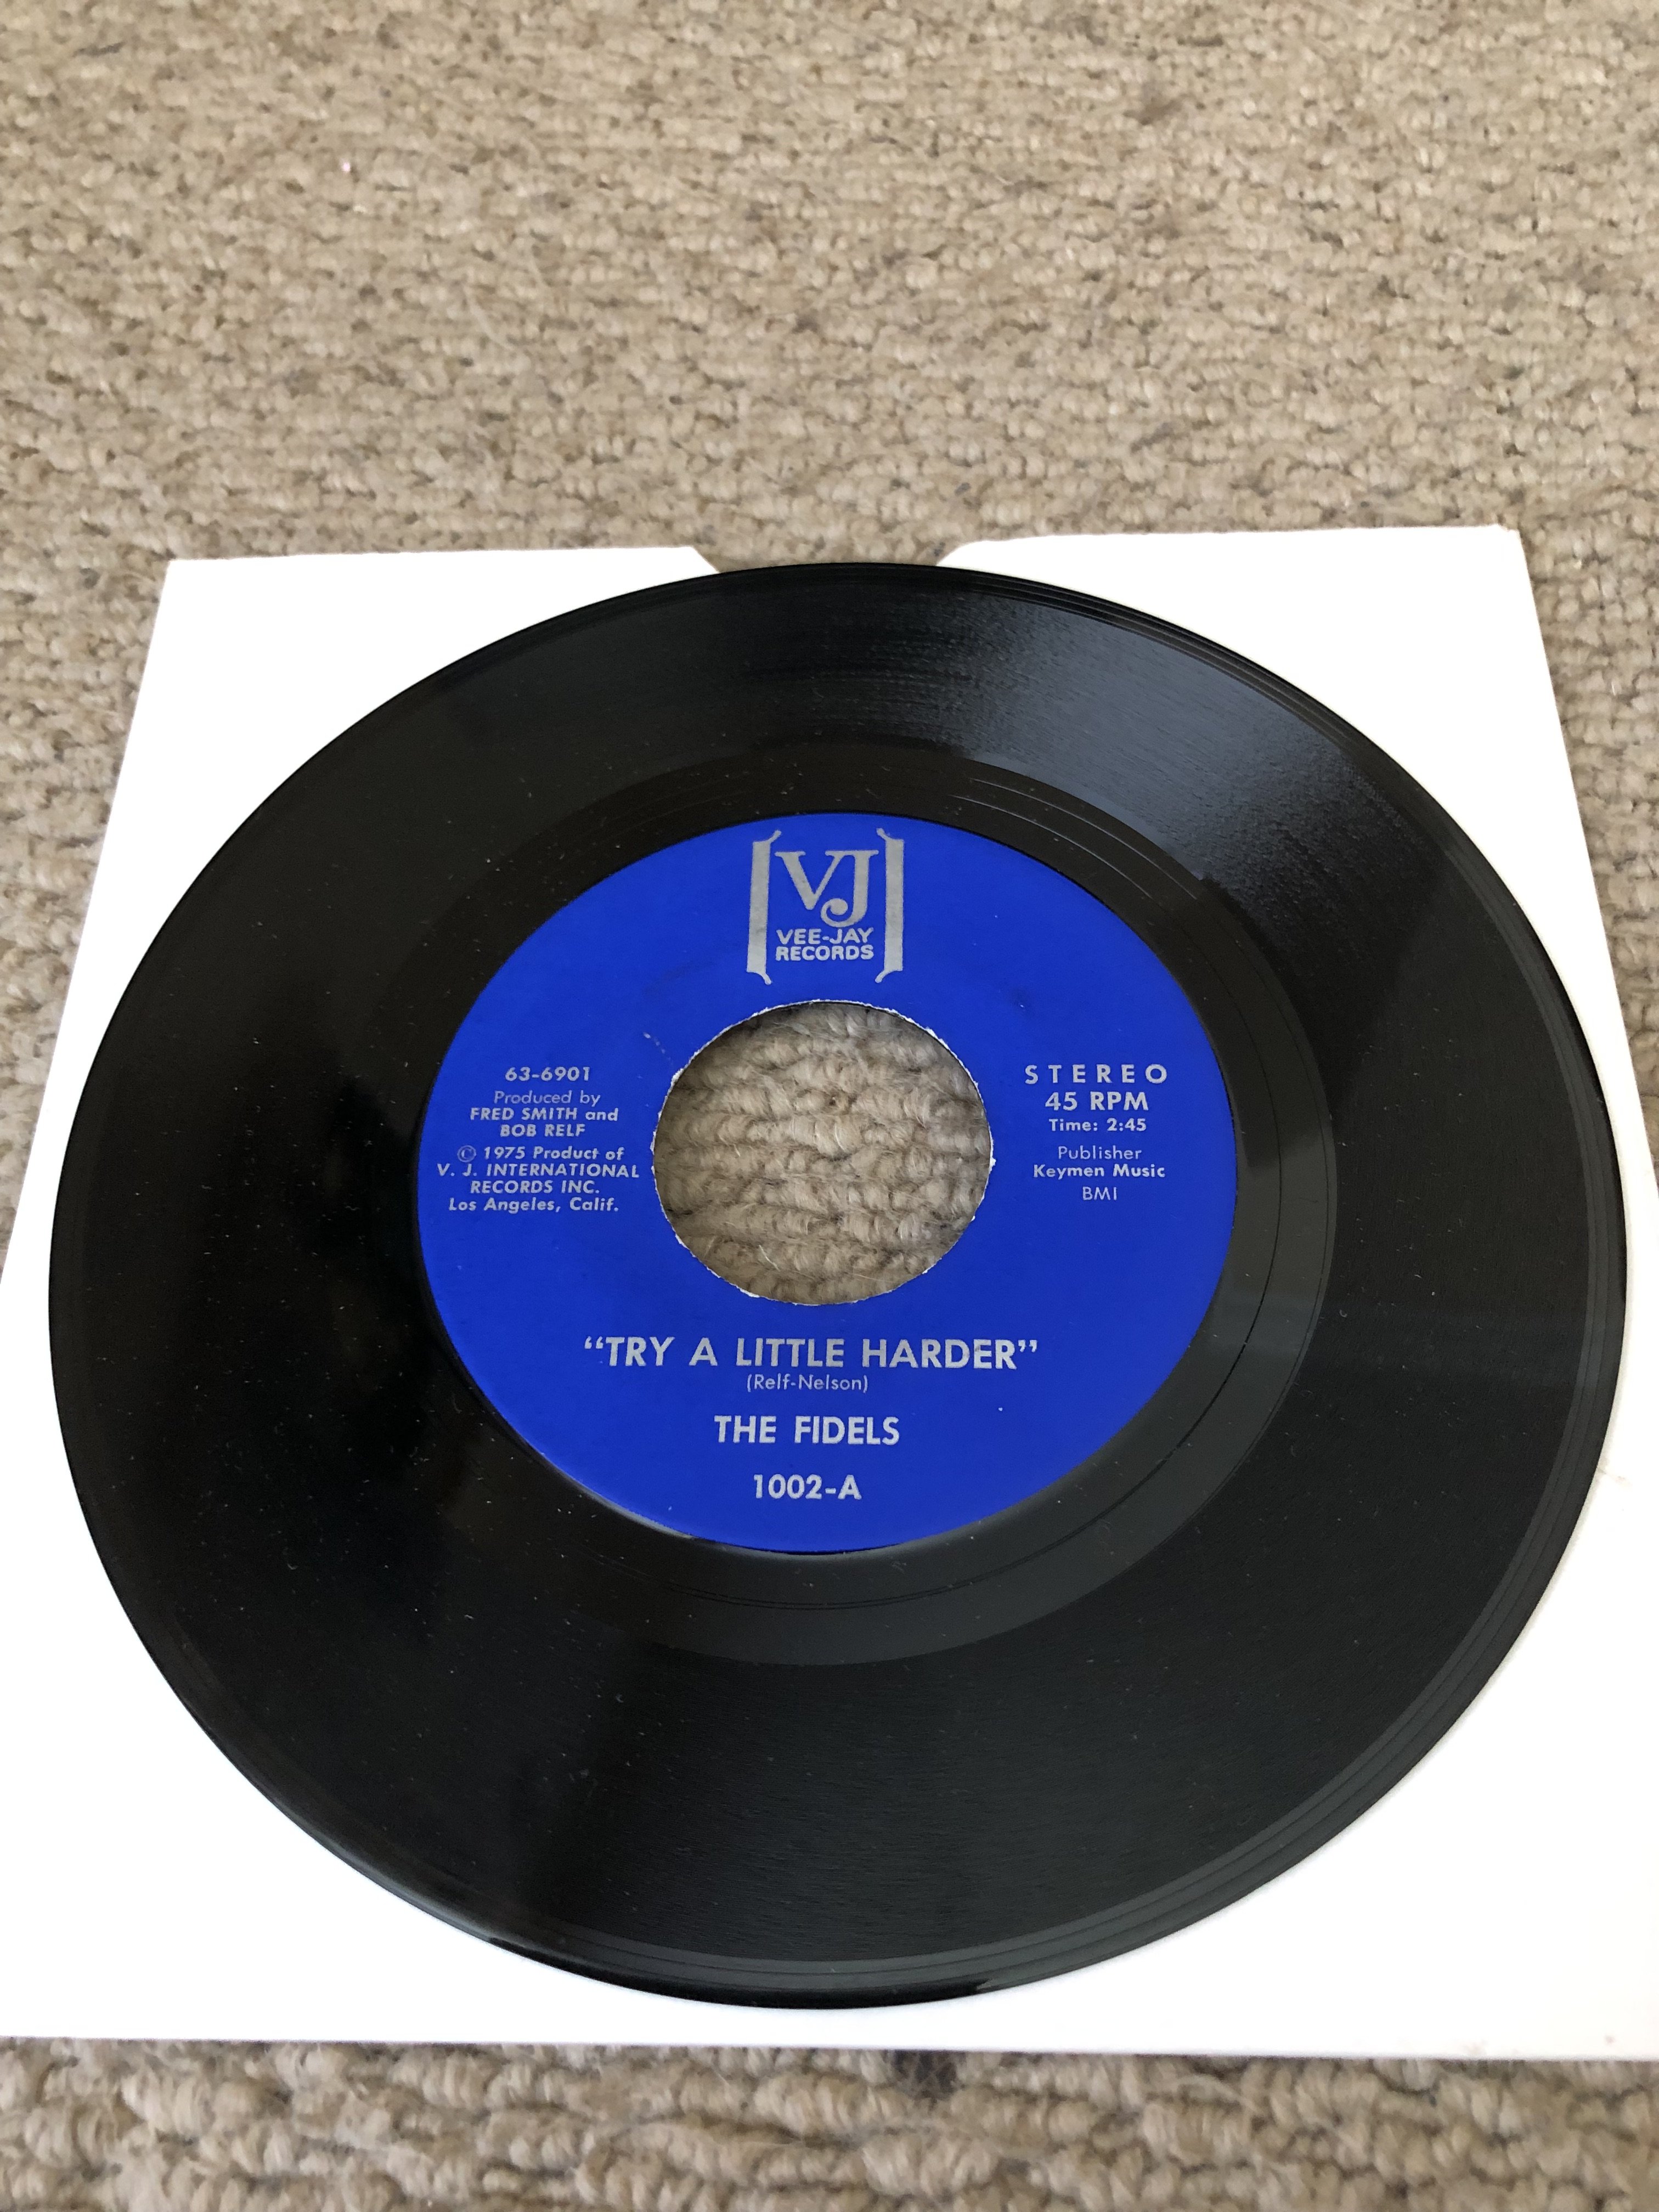 VJ
VEE-JAY
RECORDS
63-6901
Produced by
FRED SMITH and
BOB RELF
© 1975 Product of
V. J. INTERNATIONAL
RECORDS INC.
Los Angeles, Calif.
STEREO
45 RPM
Time: 2:45
Publisher
Keymen Music
BMI
“TRY A LITTLE HARDER”
(Relf-Nelson)
THE FIDELS
1002-A